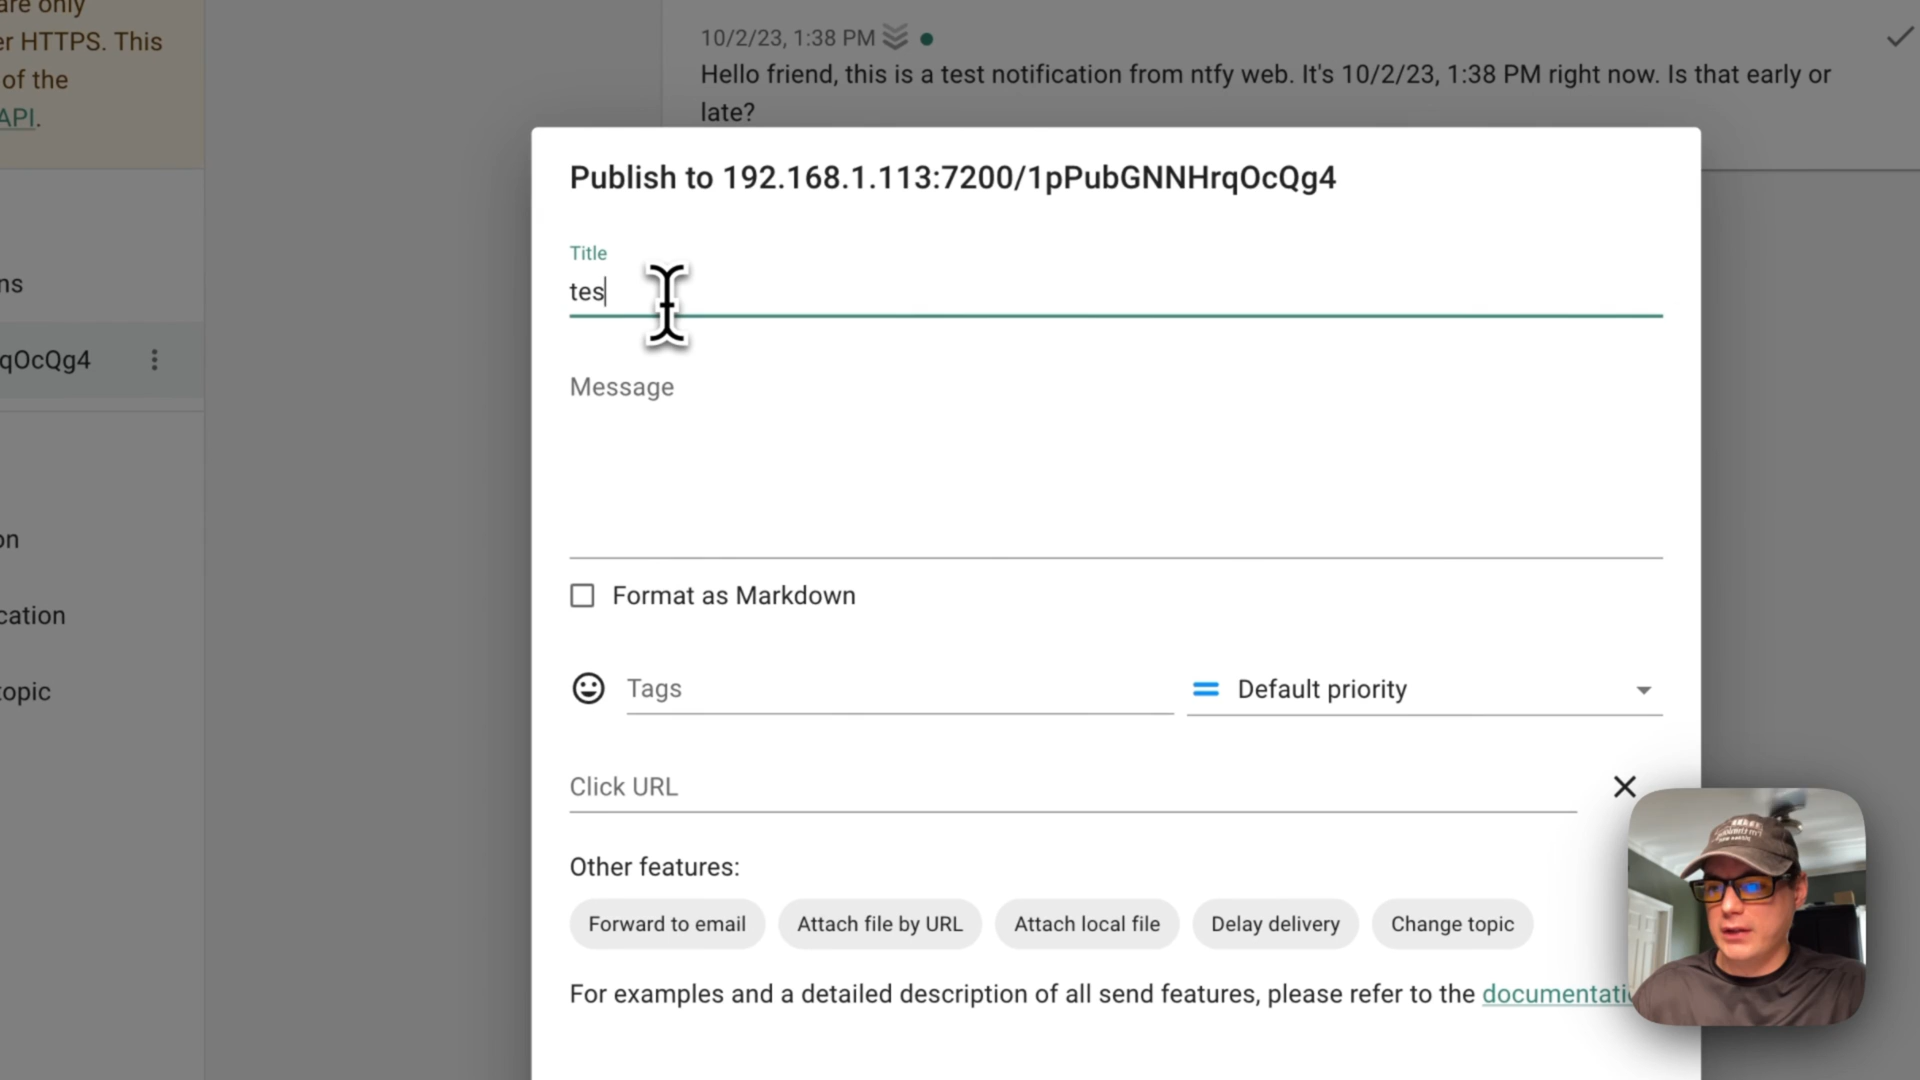 are only
er HTTPS. This
of the
API.
ns
qOcQg4
on
cation
topic
10/2/23, 1:38 PM
Hello friend, this is a test notification from ntfy web. It's 10/2/23, 1:38 PM right now. Is that early or
late?
Publish to 192.168.1.113:7200/1pPubGNNHrqOcQg4
Title
tes
Message
Format as Markdown
Tags
Default priority
Click URL
Other features:
Forward to email
Attach file by URL
Attach local file
Delay delivery
Change topic
For examples and a detailed description of all send features, please refer to the documentati